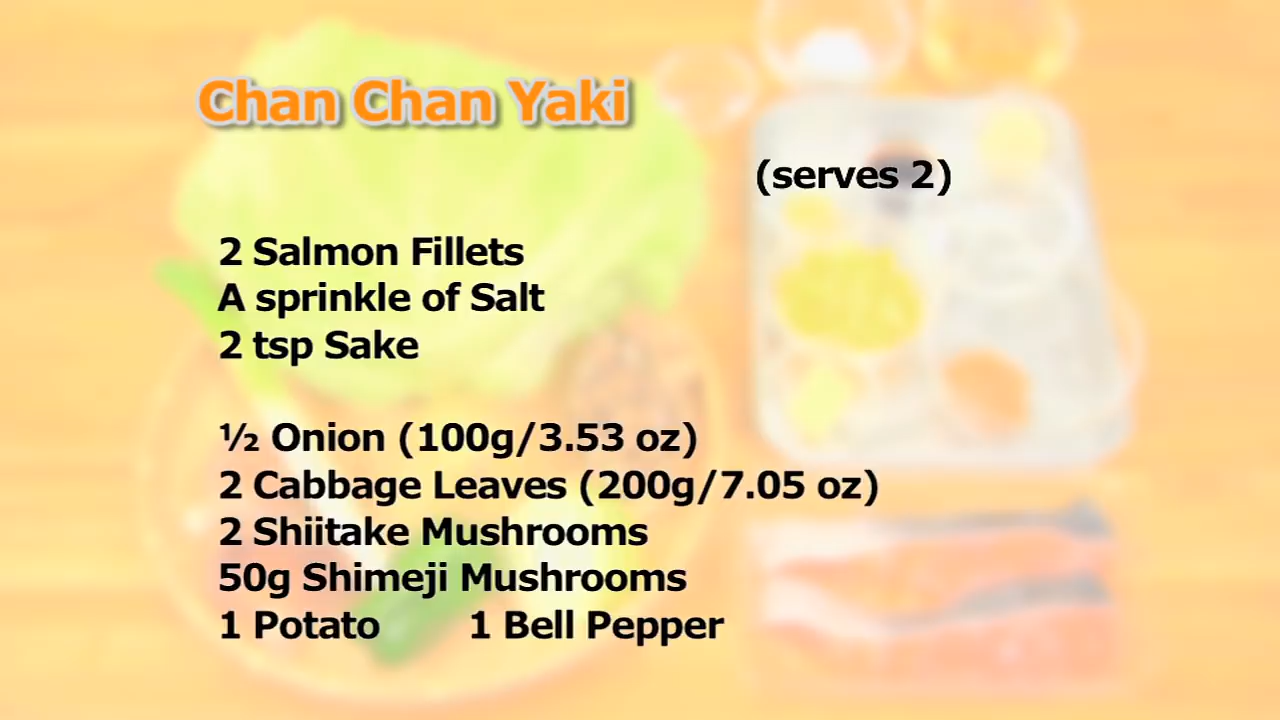 Chan Chan Yaki
(serves 2)
2 Salmon Fillets
A sprinkle of Salt
2 tsp Sake
½ Onion (100g/3.53 oz)
2 Cabbage Leaves (200g/7.05 oz)
2 Shiitake Mushrooms
50g Shimeji Mushrooms
1 Potato 1 Bell Pepper